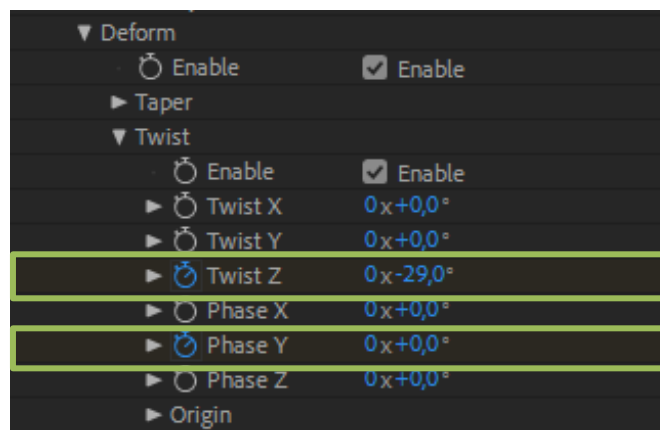 Deform
Enable Enable
Taper
Twist
Enable Enable
Twist X 0x+0,0°
Twist Y 0x+0,0°
Twist Z 0x-29,0°
Phase X 0x+0,0°
Phase Y 0x+0,0°
Phase Z 0x+0,0°
Origin